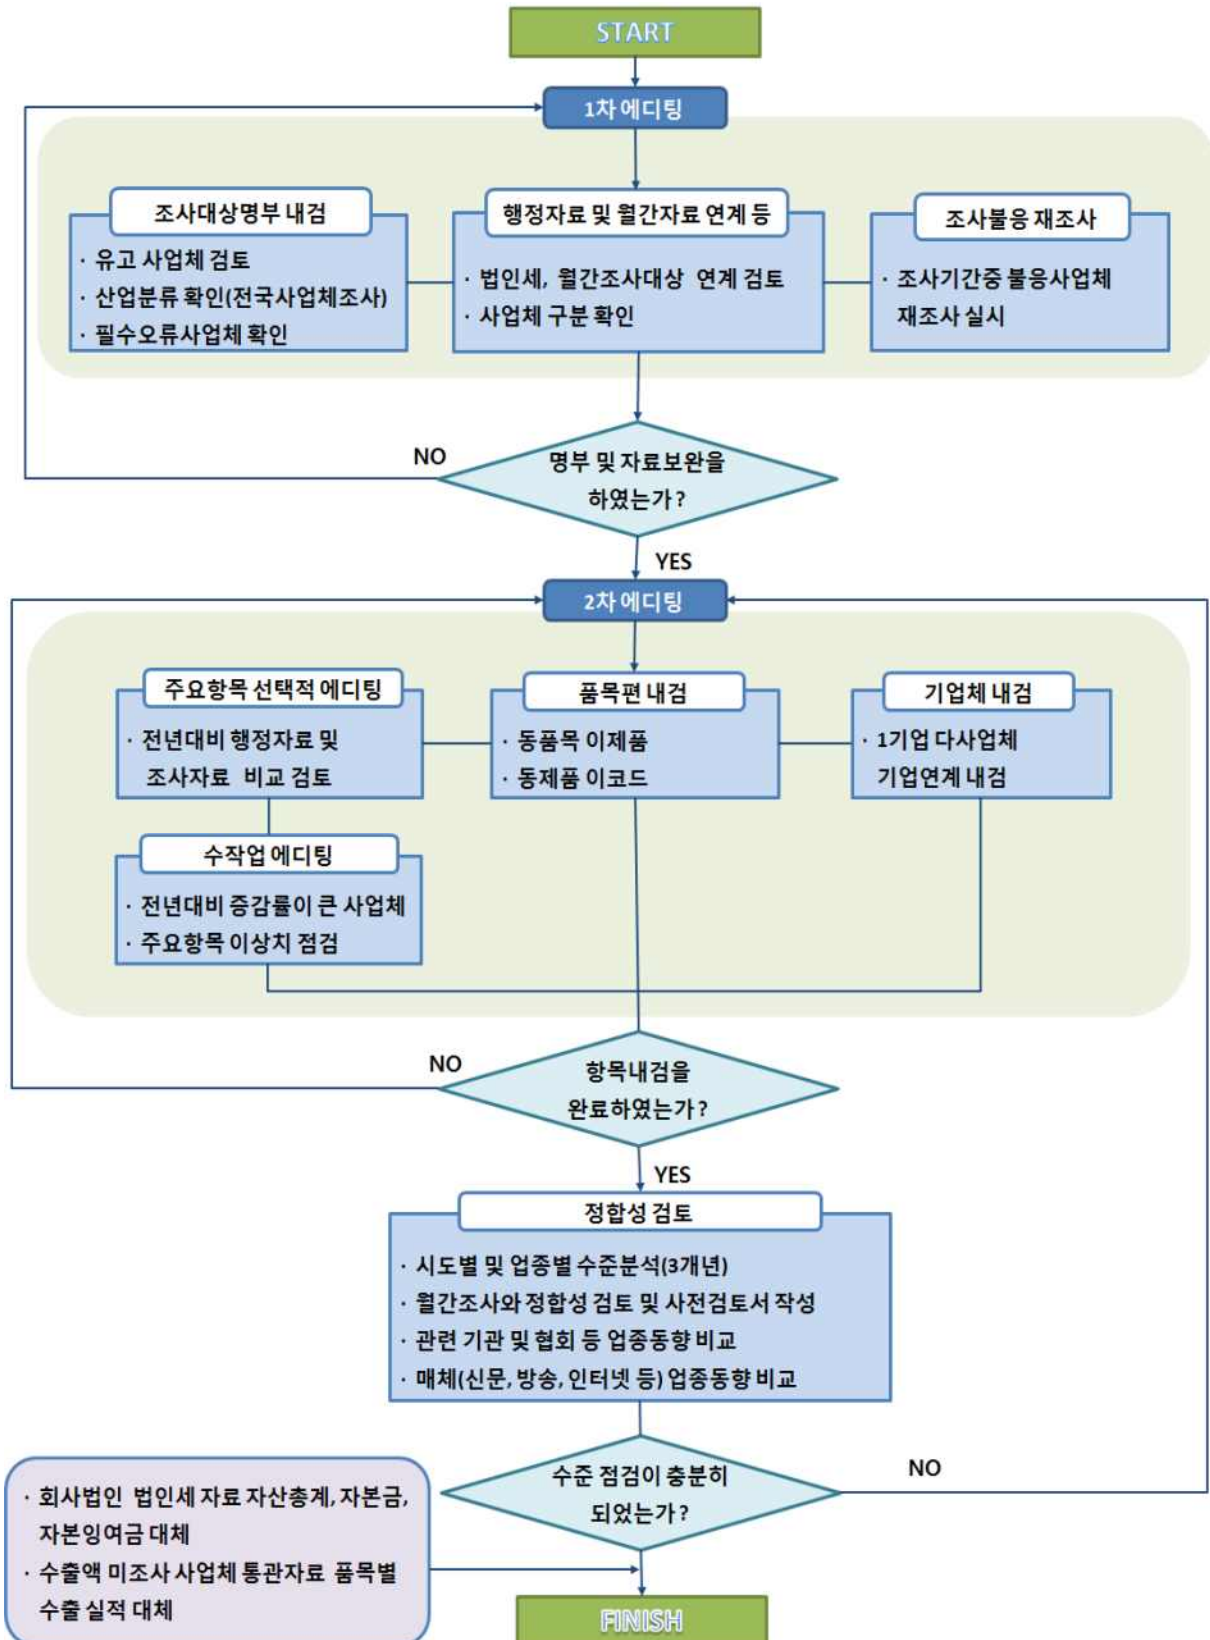 START
1차 에디팅
조사대상명부 내검
· 유고 사업체 검토
· 산업분류 확인(전국사업체조사)
· 필수오류사업체 확인
행정자료 및 월간자료 연계 등
· 법인세, 월간조사대상 연계 검토
· 사업체 구분 확인
조사불응 재조사
· 조사기간중 불응사업체
재조사 실시
명부 및 자료보완을
하였는가?
NO
YES
2차 에디팅
주요항목 선택적 에디팅
· 전년대비 행정자료 및
조사자료 비교 검토
품목편 내검
· 동품목 이제품
· 동제품 이코드
기업체 내검
· 1기업 다사업체
기업연계 내검
수작업 에디팅
· 전년대비 증감률이 큰 사업체
· 주요항목 이상치 점검
항목내검을
완료하였는가?
NO
YES
정합성 검토
· 시도별 및 업종별 수준분석(3개년)
· 월간조사와 정합성 검토 및 사전검토서 작성
· 관련 기관 및 협회 등 업종동향 비교
· 매체(신문, 방송, 인터넷 등) 업종동향 비교
수준 점검이 충분히
되었는가?
NO
YES
· 회사법인 법인세 자료 자산총계, 자본금,
자본잉여금 대체
· 수출액 미조사 사업체 통관자료 품목별
수출 실적 대체
FINISH